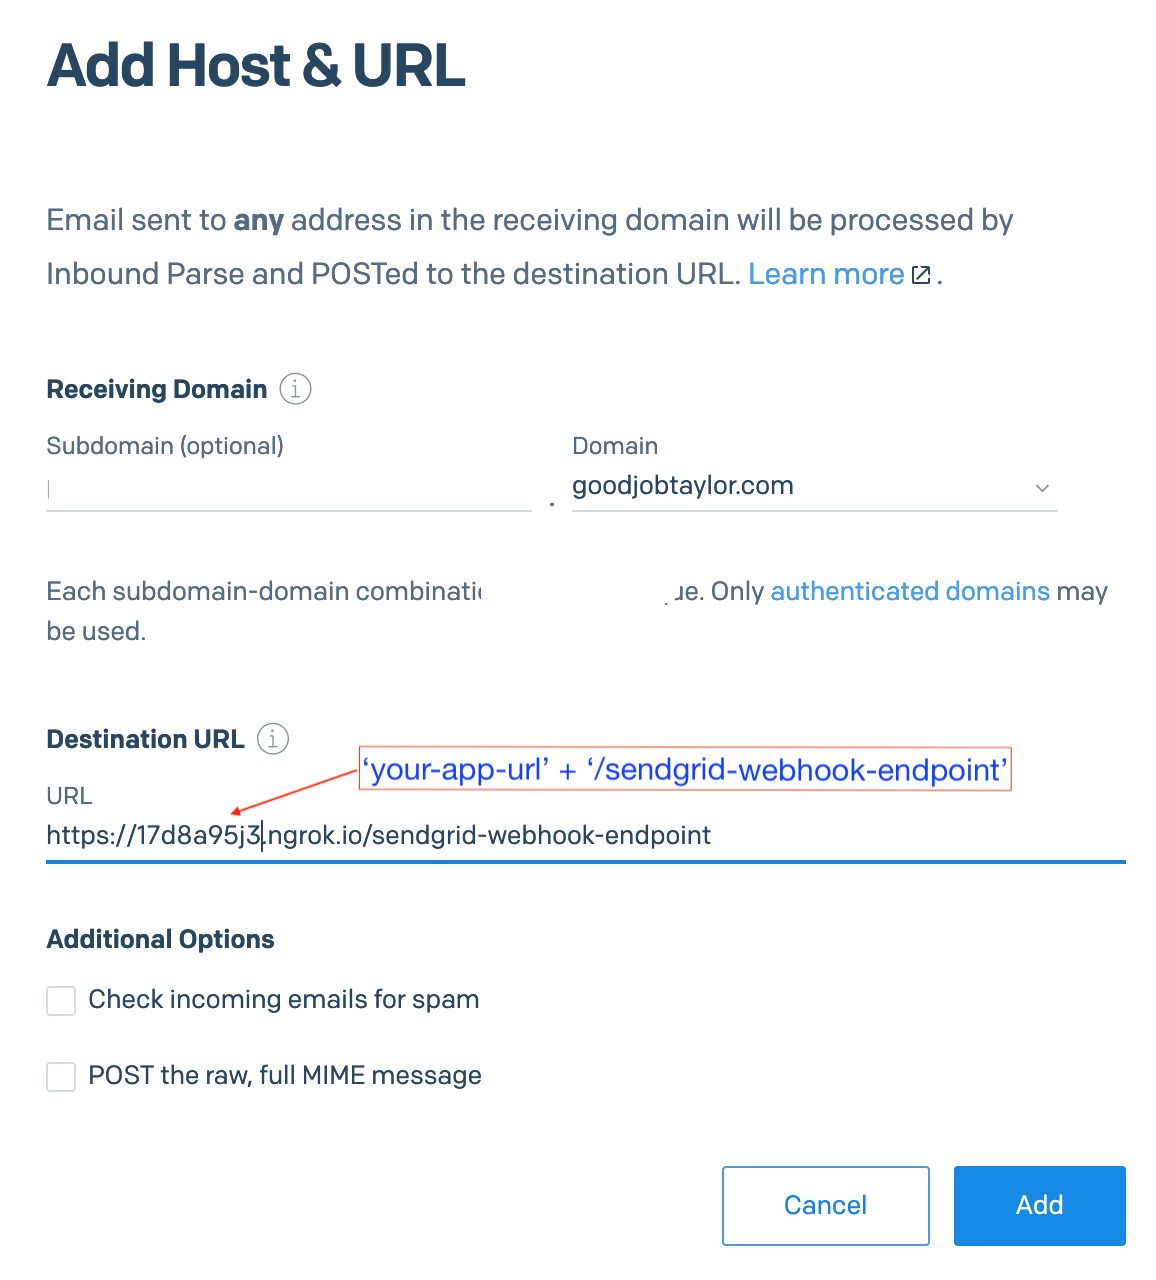 Add Host & URL
Email sent to any address in the receiving domain will be processed by
Inbound Parse and POSTed to the destination URL. Learn more .
Receiving Domain
Subdomain (optional)
Domain
.
goodjobtaylor.com
Each subdomain-domain . Only authenticated domains may
be used.
Destination URL
‘your-app-url’ + ‘/sendgrid-webhook-endpoint’
URL
https://17d8a95j3.ngrok.io/sendgrid-webhook-endpoint
Additional Options
Check incoming emails for spam
POST the raw, full MIME message
Cancel
Add